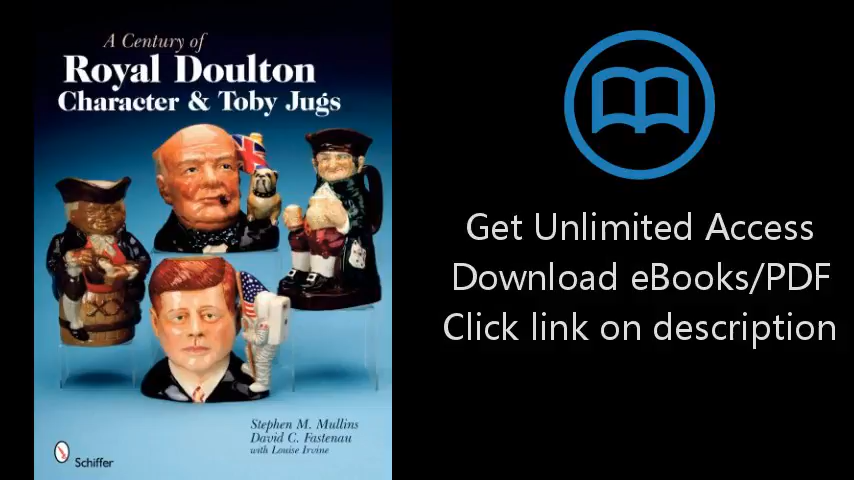 A Century of
Royal Doulton
Character & Toby Jugs
Stephen M. Mullins
David C. Fastenau
with Louise Irvine
Schiffer
Get Unlimited Access
Download eBooks/PDF
Click link on description